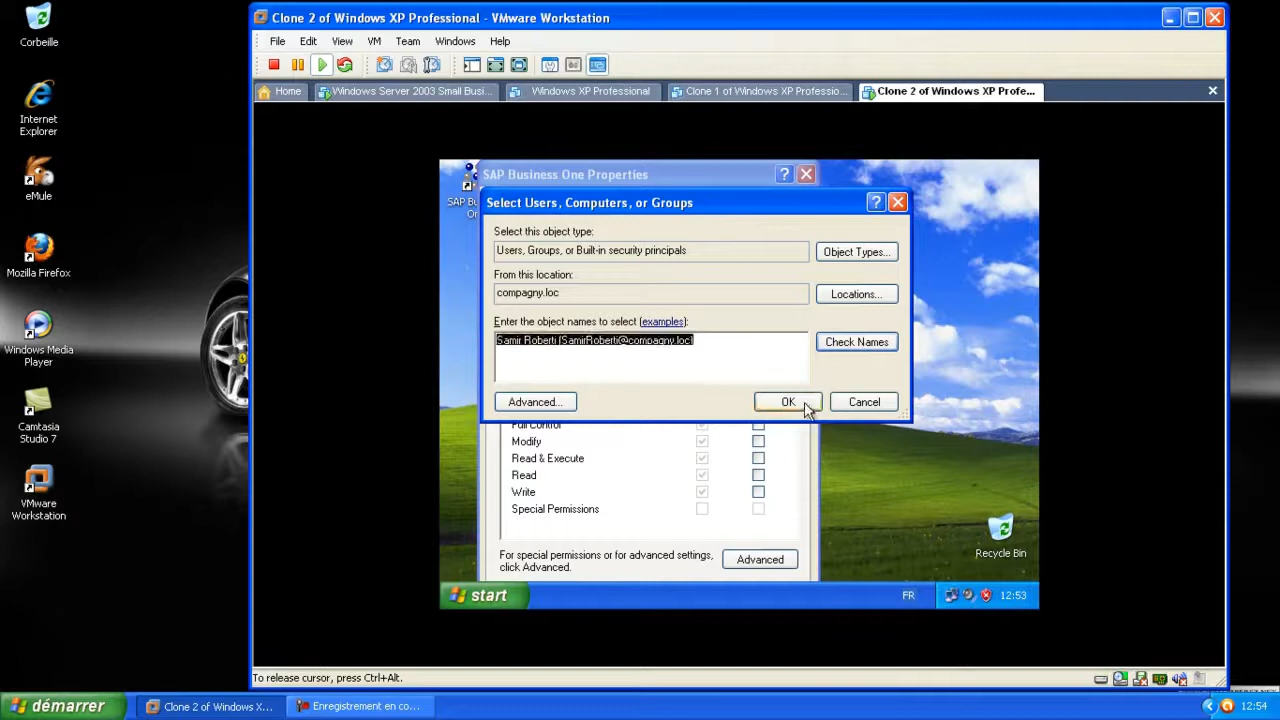 Corbeille
Internet
Explorer
eMule
Mozilla Firefox
Windows Media
Player
Camtasia
Studio 7
VMware
Workstation
Clone 2 of Windows XP Professional - VMware Workstation
File Edit View VM Team Windows Help
Home Windows Server 2003 Small Busi... Windows XP Professional Clone 1 of Windows XP Professio... Clone 2 of Windows XP Profe...
SAP Business One Properties
Select Users, Computers, or Groups
Select this object type:
Users, Groups, or Built-in security principals Object Types...
From this location:
compagny.loc Locations...
Enter the object names to select (examples):
Samir Roberti (SamirRoberti@compagny.loc) Check Names
Advanced... OK Cancel
Full Control
Modify
Read & Execute
Read
Write
Special Permissions
For special permissions or for advanced settings,
click Advanced.
Advanced
Recycle Bin
start FR 12:53
To release cursor, press Ctrl+Alt.
démarrer Clone 2 of Windows X... Enregistrement en co... 12:54